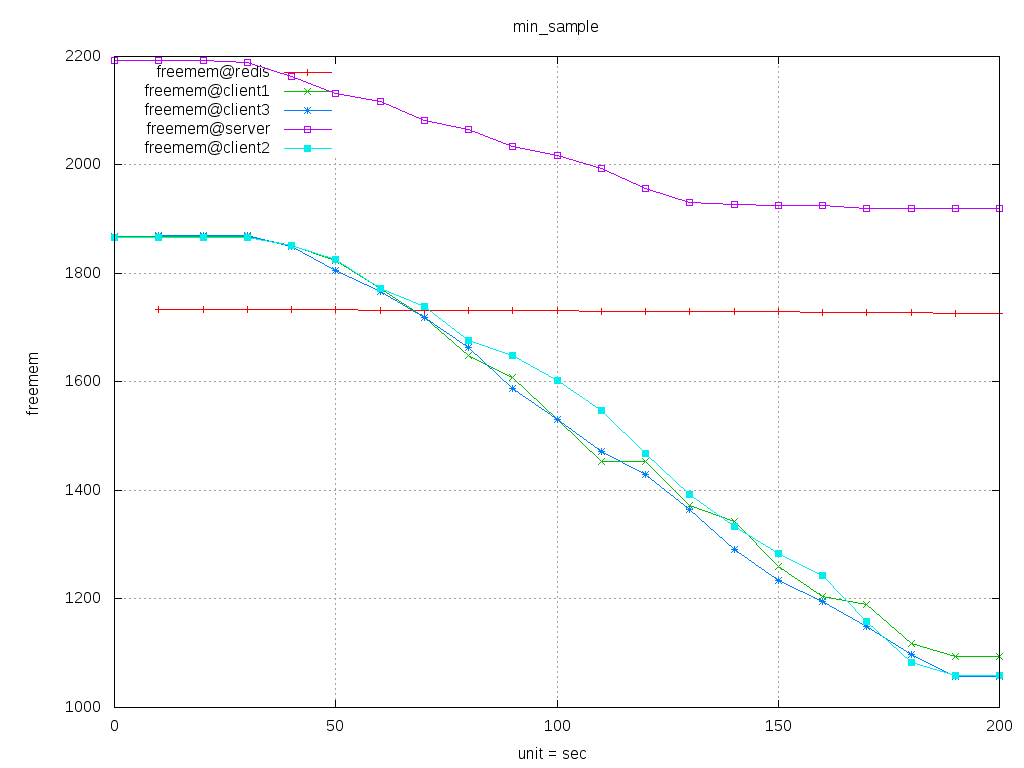 min_sample
2200
2000
1800
1600
1400
1200
1000
freemem
freemem@redis
freemem@client1
freemem@client3
freemem@server
freemem@client2
0 50 100 150 200
unit = sec